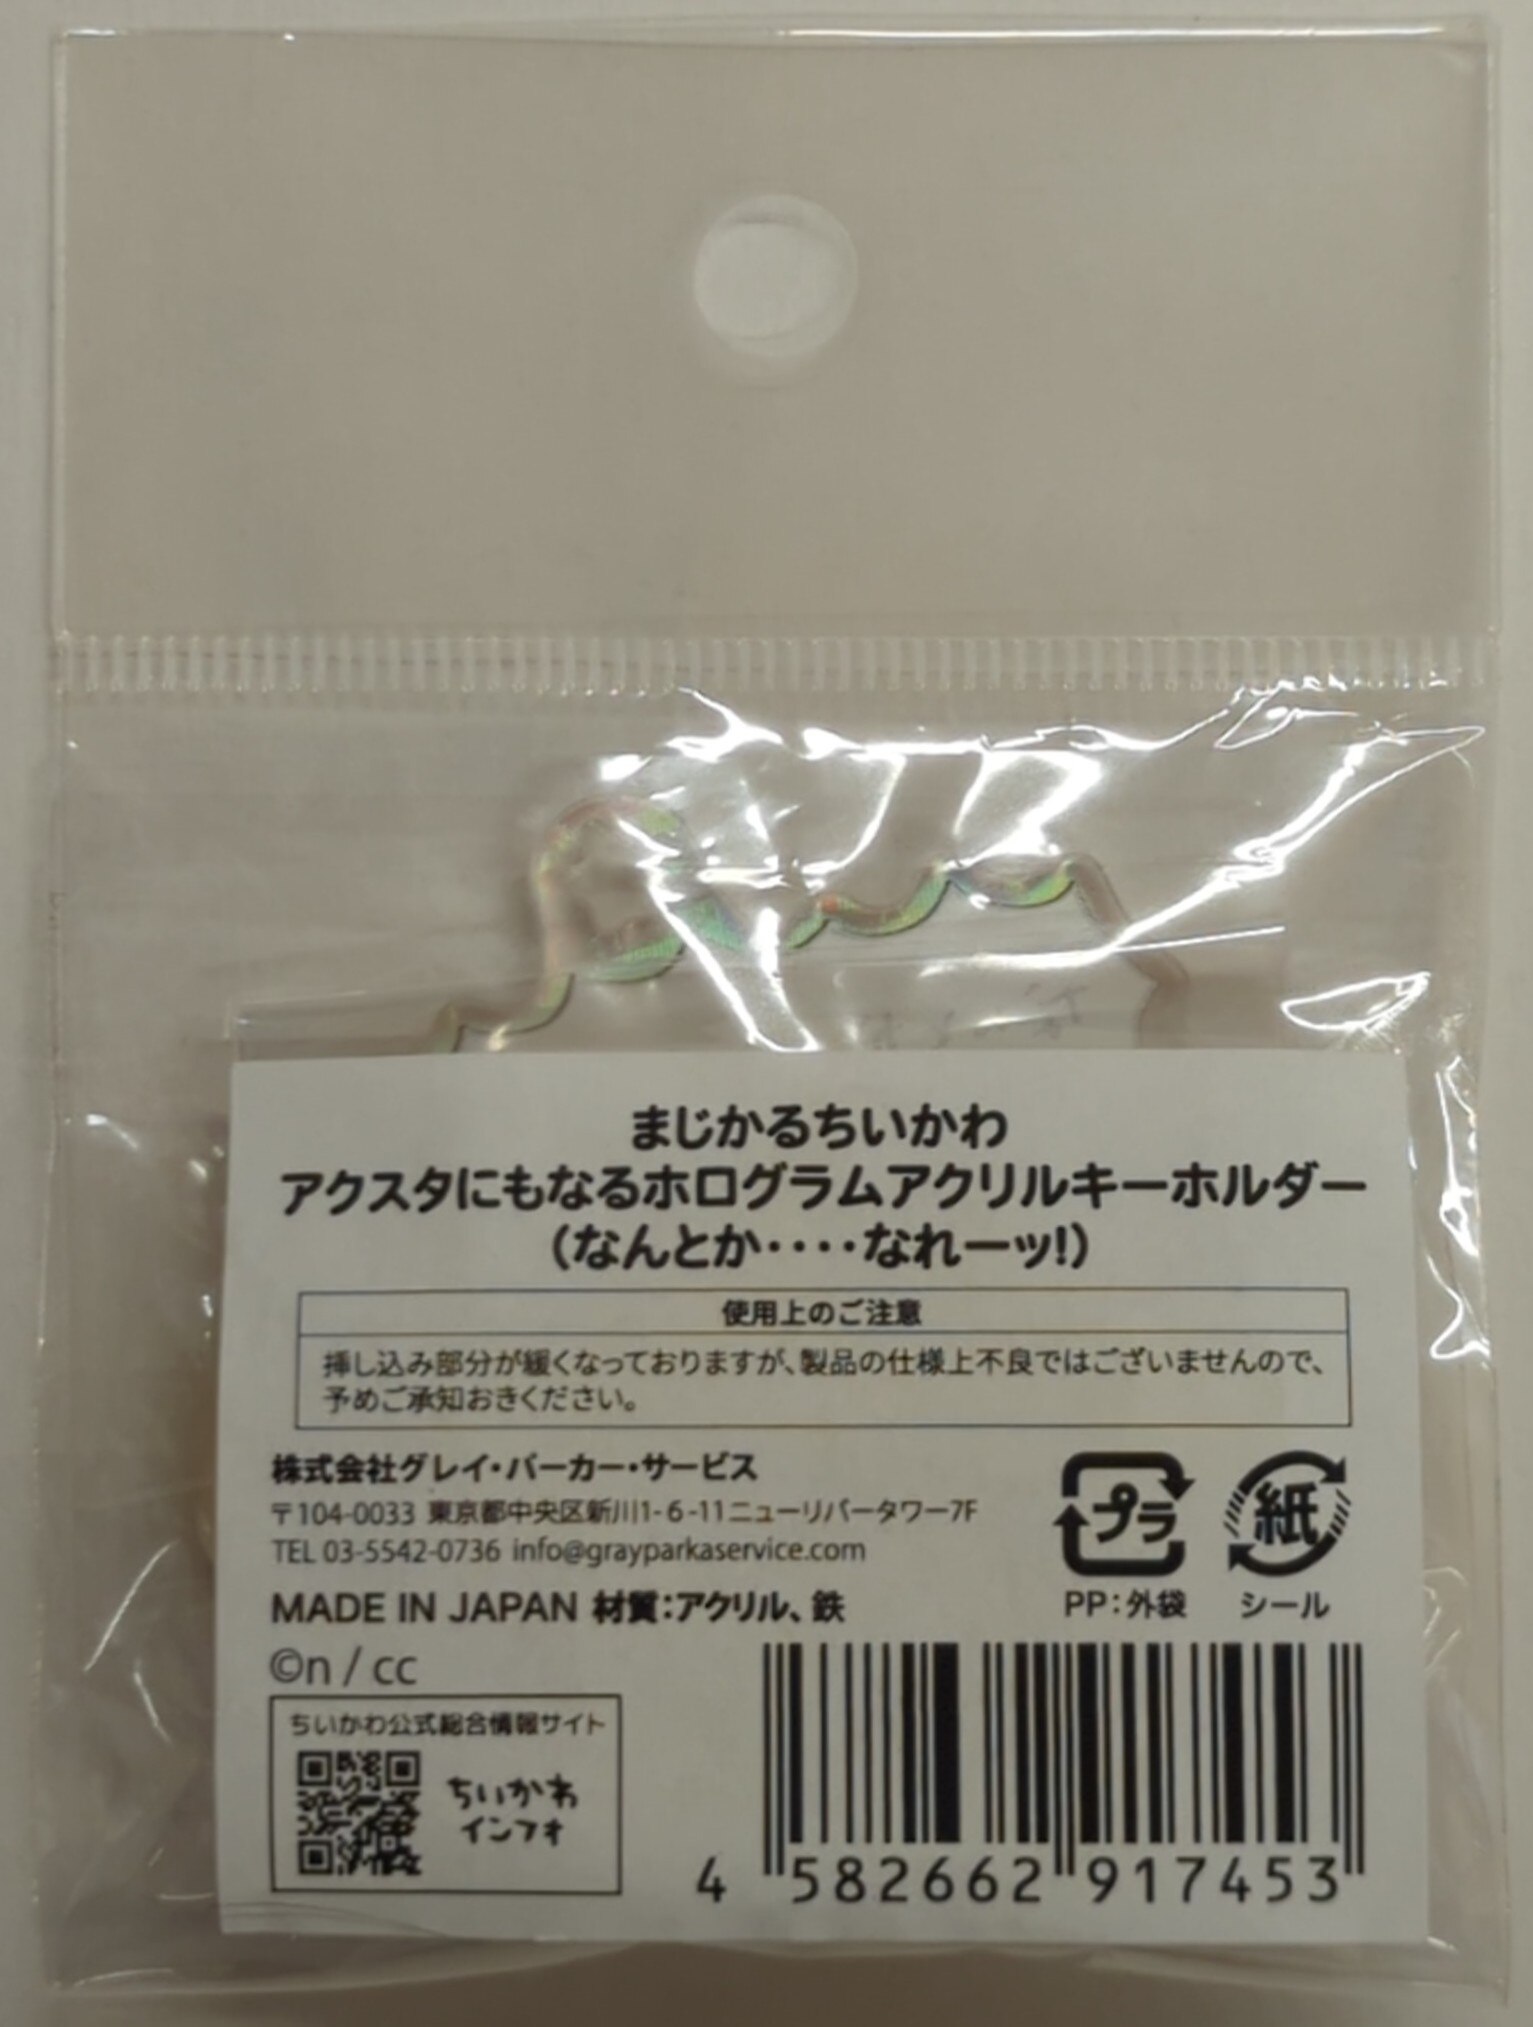 まじかるちいかわ
アクスタにもなるホログラムアクリルキーホルダー
(なんとか‥‥なれーッ!)
使用上のご注意
挿し込み部分が緩くなっておりますが、製品の仕様上不良ではございませんので、
予めご承知おきください。
株式会社グレイ・パーカー・サービス
〒104-0033 東京都中央区新川1-6-11ニューリバータワー7F
TEL 03-5542-0736 info@grayparkaservice.com
MADE IN JAPAN 材質：アクリル、鉄
プラ
PP：外袋
紙
シール
©n / cc
ちいかわ公式総合情報サイト
ちいかわ
インフォ
4 582662 917453